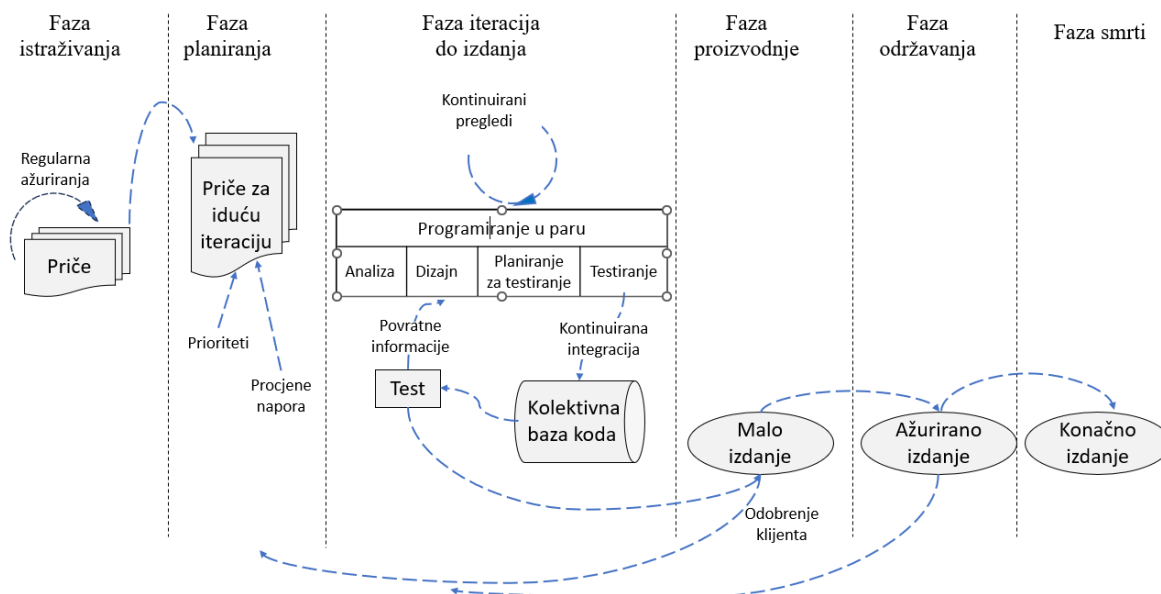 Faza
istraživanja
Faza
planiranja
Faza iteracija
do izdanja
Faza
proizvodnje
Faza
održavanja
Faza smrti
Regularna
ažuriranja
Priče
Priče za
iduću
iteraciju
Prioriteti
Procjene
napora
Kontinuirani
pregledi
Programiranje u paru
Analiza
Dizajn
Planiranje
za testiranje
Testiranje
Povratne
informacije
Kontinuirana
integracija
Test
Kolektivna
baza koda
Malo
izdanje
Ažurirano
izdanje
Konačno
izdanje
Odobrenje
klijenta